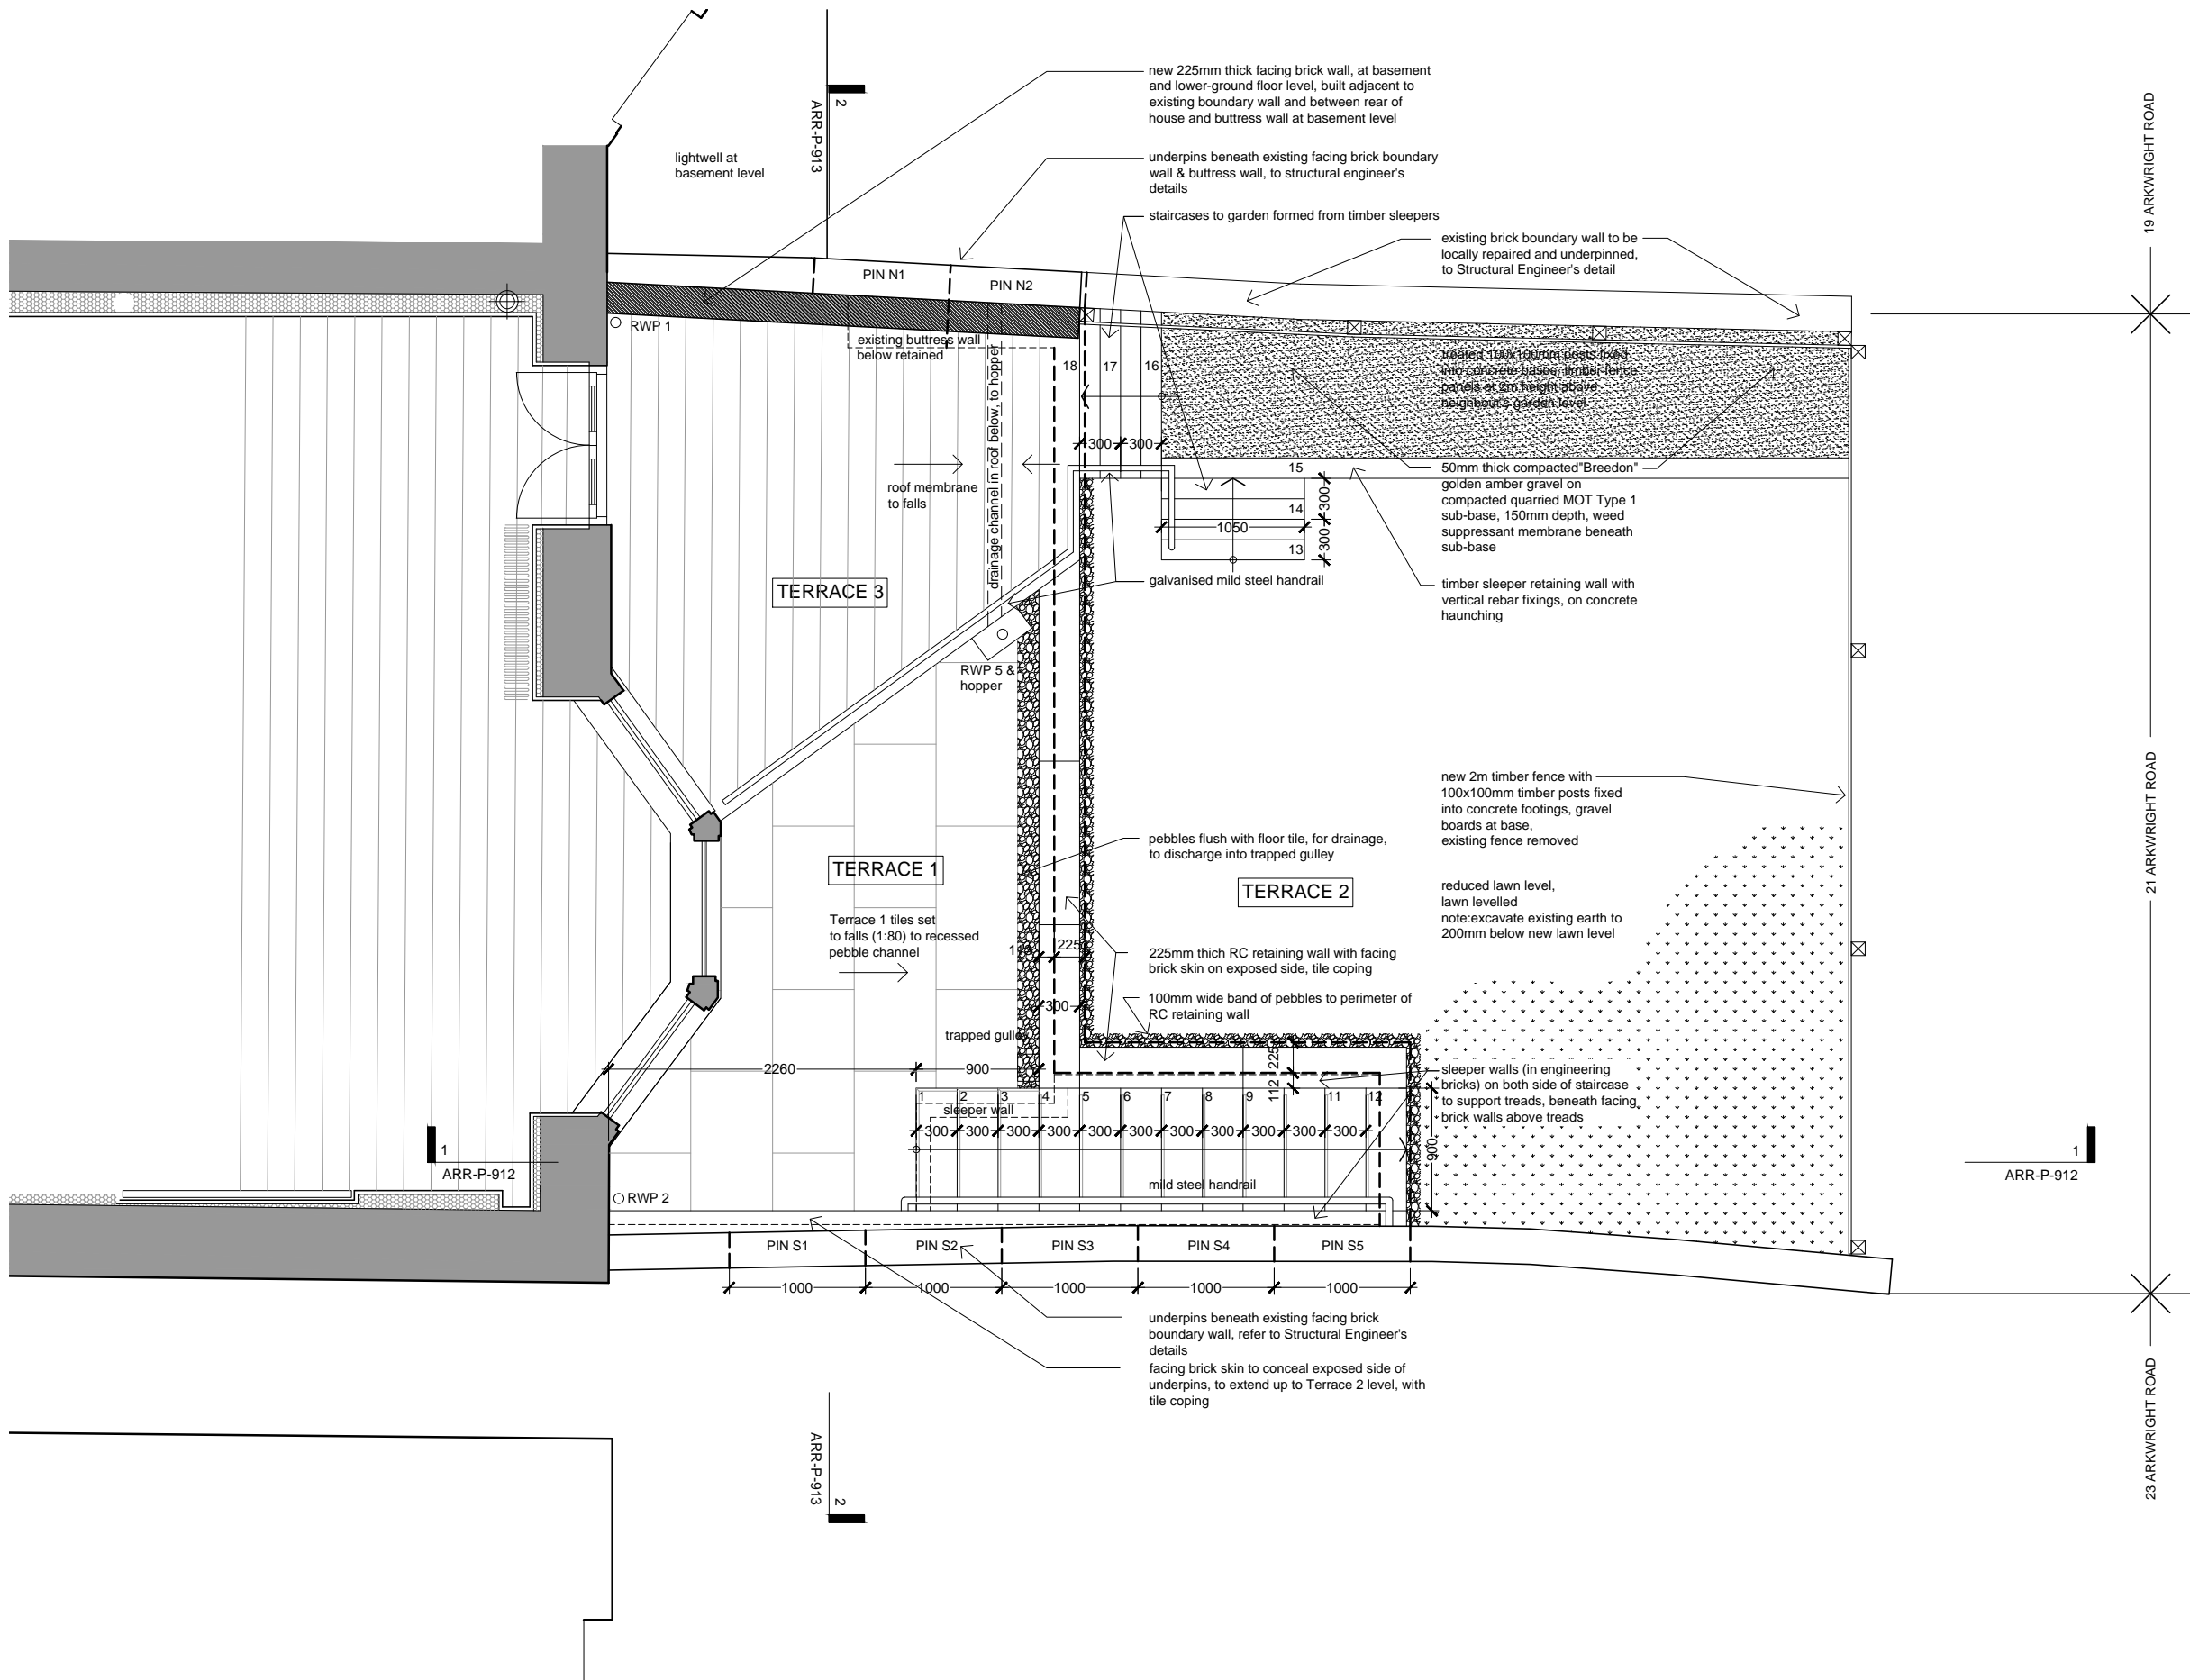 new 225mm thick facing brick wall, at basement
and lower-ground floor level, built adjacent to
existing boundary wall and between rear of
house and buttress wall at basement level
2
ARR-P-913
lightwell at
basement level
underpins beneath existing facing brick boundary
wall & buttress wall, to structural engineer's
details
staircases to garden formed from timber sleepers
existing brick boundary wall to be
locally repaired and underpinned,
to Structural Engineer's detail
19 ARKWRIGHT ROAD
PIN N1
PIN N2
RWP 1
existing buttress wall
below retained
drainage channel in roof below, to hopper
18
17
16
treated 100x100mm posts fixed
into concrete bases, timber fence
panels at 2m height above
neighbour's garden level
300
300
roof membrane
to falls
15
14
13
300
300
1050
50mm thick compacted"Breedon"
golden amber gravel on
compacted quarried MOT Type 1
sub-base, 150mm depth, weed
suppressant membrane beneath
sub-base
galvanised mild steel handrail
timber sleeper retaining wall with
vertical rebar fixings, on concrete
haunching
TERRACE 3
RWP 5 &
hopper
new 2m timber fence with
100x100mm timber posts fixed
into concrete footings, gravel
boards at base,
existing fence removed
21 ARKWRIGHT ROAD
pebbles flush with floor tile, for drainage,
to discharge into trapped gulley
TERRACE 1
TERRACE 2
reduced lawn level,
lawn levelled
note:excavate existing earth to
200mm below new lawn level
Terrace 1 tiles set
to falls (1:80) to recessed
pebble channel
225
225mm thich RC retaining wall with facing
brick skin on exposed side, tile coping
300
100mm wide band of pebbles to perimeter of
RC retaining wall
trapped gulley
2260
900
225
112
sleeper walls (in engineering
bricks) on both side of staircase
to support treads, beneath facing
brick walls above treads
1
2
3
4
5
6
7
8
9
11
12
sleeper wall
300
300
300
300
300
300
300
300
300
300
300
900
1
ARR-P-912
1
ARR-P-912
mild steel handrail
RWP 2
PIN S1
PIN S2
PIN S3
PIN S4
PIN S5
1000
1000
1000
1000
1000
underpins beneath existing facing brick
boundary wall, refer to Structural Engineer's
details
facing brick skin to conceal exposed side of
underpins, to extend up to Terrace 2 level, with
tile coping
ARR-P-913
2
23 ARKWRIGHT ROAD